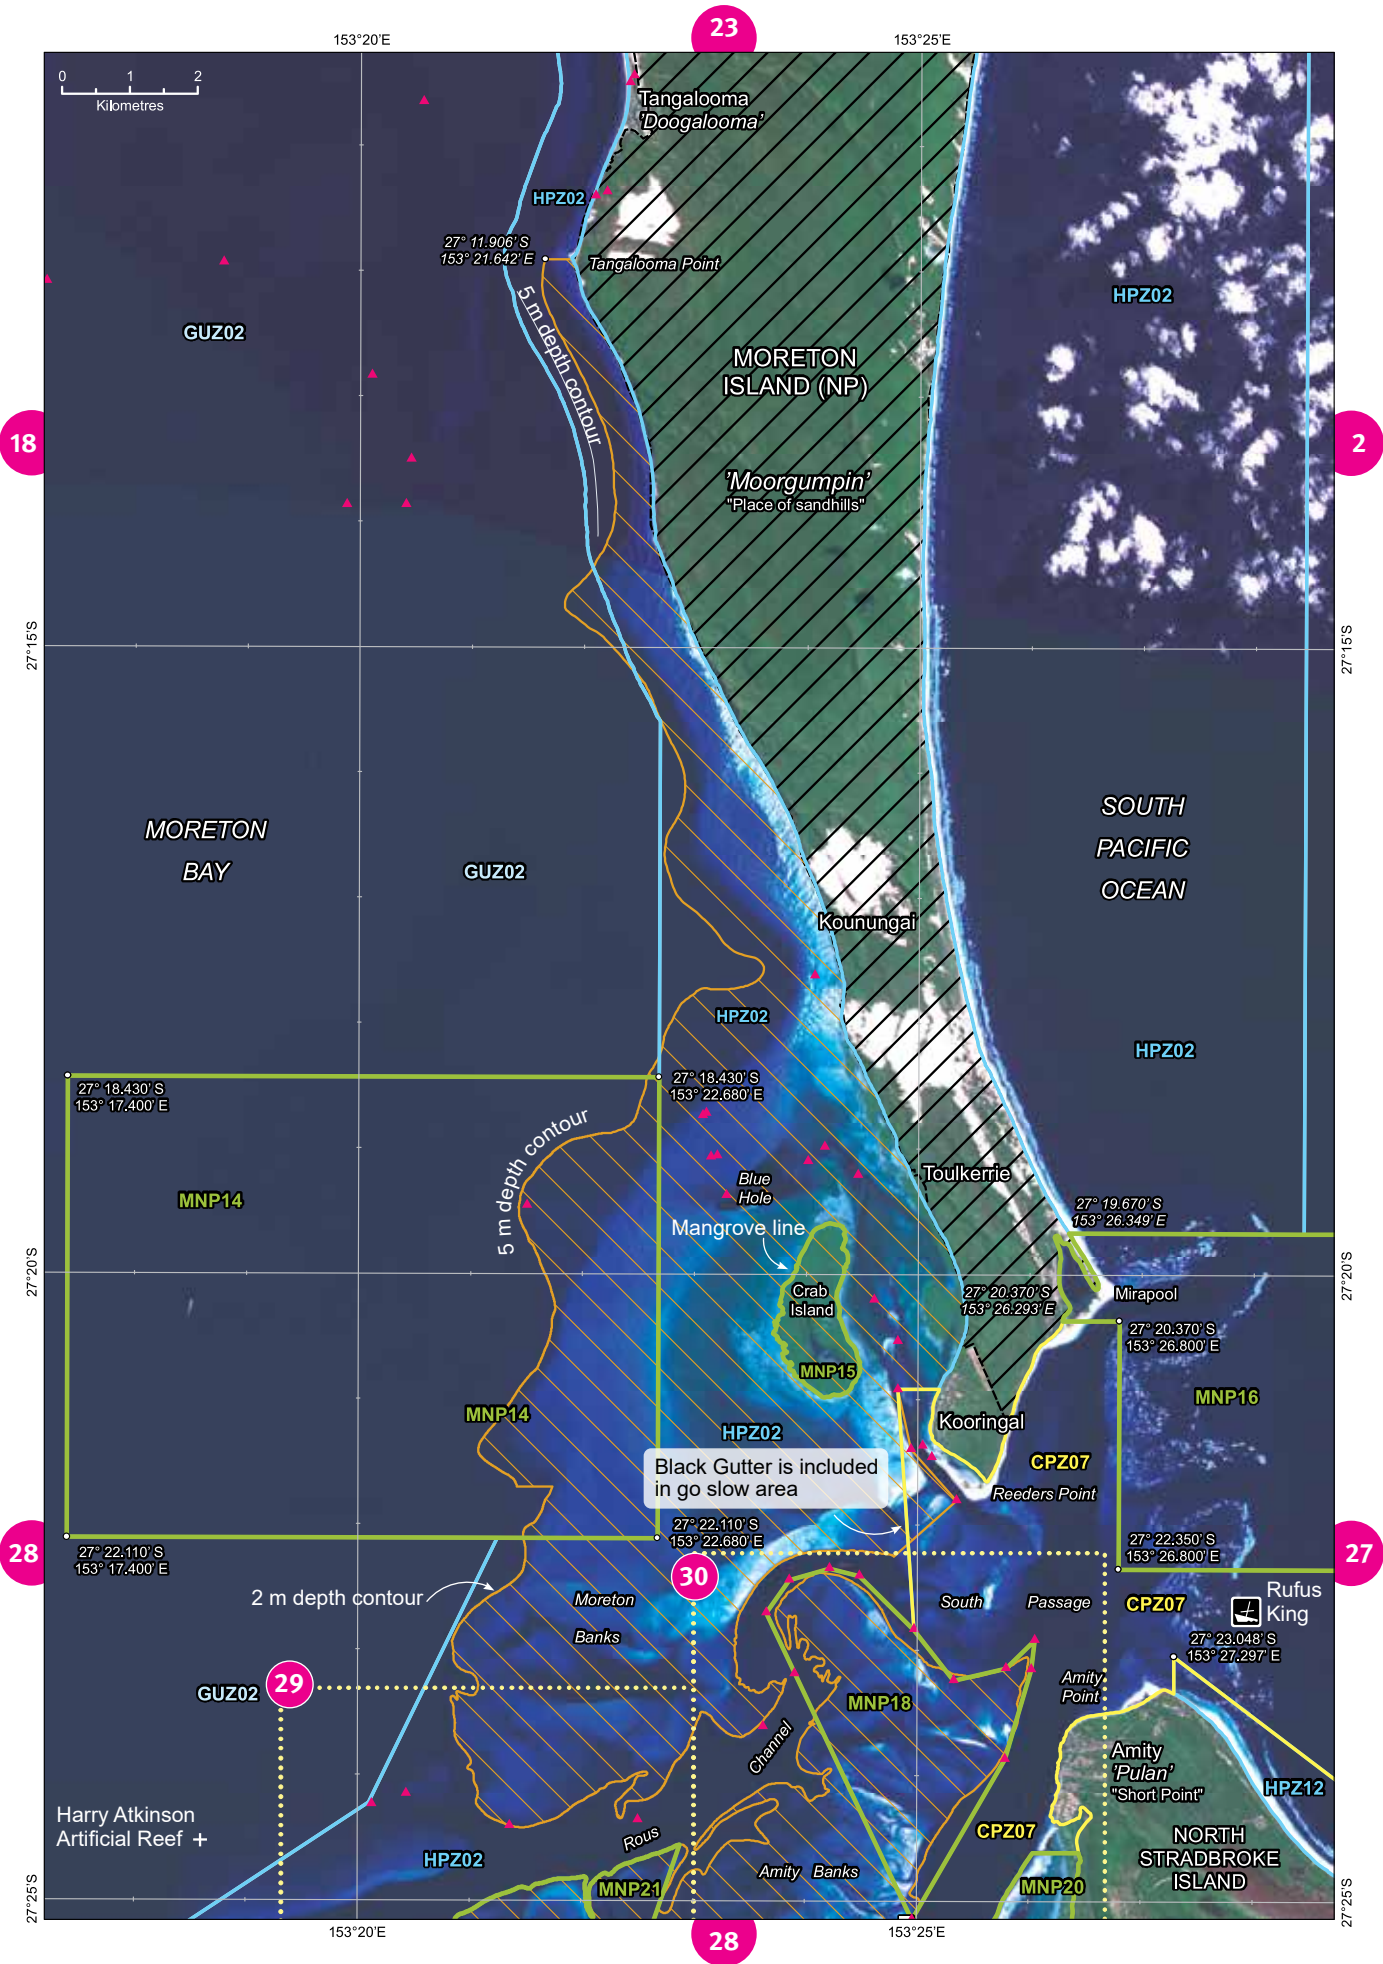 23
153°20'E
153°25'E
0 1 2
Kilometres
Tangalooma
'Doogalooma'
HPZ02
27° 11.906' S
153° 21.642' E
Tangalooma Point
5 m depth contour
GUZ02
HPZ02
MORETON
ISLAND (NP)
18
2
'Moorgumpin'
"Place of sandhills"
27°15'S
27°15'S
MORETON
BAY
GUZ02
SOUTH
PACIFIC
OCEAN
Kounungai
HPZ02
HPZ02
27° 18.430' S
153° 17.400' E
27° 18.430' S
153° 22.680' E
5 m depth contour
MNP14
Blue
Hole
Toulkerrie
Mangrove line
27° 19.670' S
153° 26.349' E
27°20'S
27°20'S
Crab
Island
27° 20.370' S
153° 26.293' E
Mirapool
27° 20.370' S
153° 26.800' E
MNP15
MNP16
MNP14
HPZ02
Kooringal
Black Gutter is included
in go slow area
CPZ07
Reeders Point
28
27° 22.110' S
153° 17.400' E
27° 22.110' S
153° 22.680' E
27° 22.350' S
153° 26.800' E
27
30
2 m depth contour
Moreton
Banks
South Passage
CPZ07
Rufus
King
27° 23.048' S
153° 27.297' E
29
GUZ02
MNP18
Amity
Point
Channel
Amity
'Pulan'
"Short Point"
HPZ12
Harry Atkinson
Artificial Reef +
Rous
CPZ07
NORTH
STRADBROKE
ISLAND
HPZ02
Amity Banks
MNP21
MNP20
27°25'S
27°25'S
153°20'E
153°25'E
28